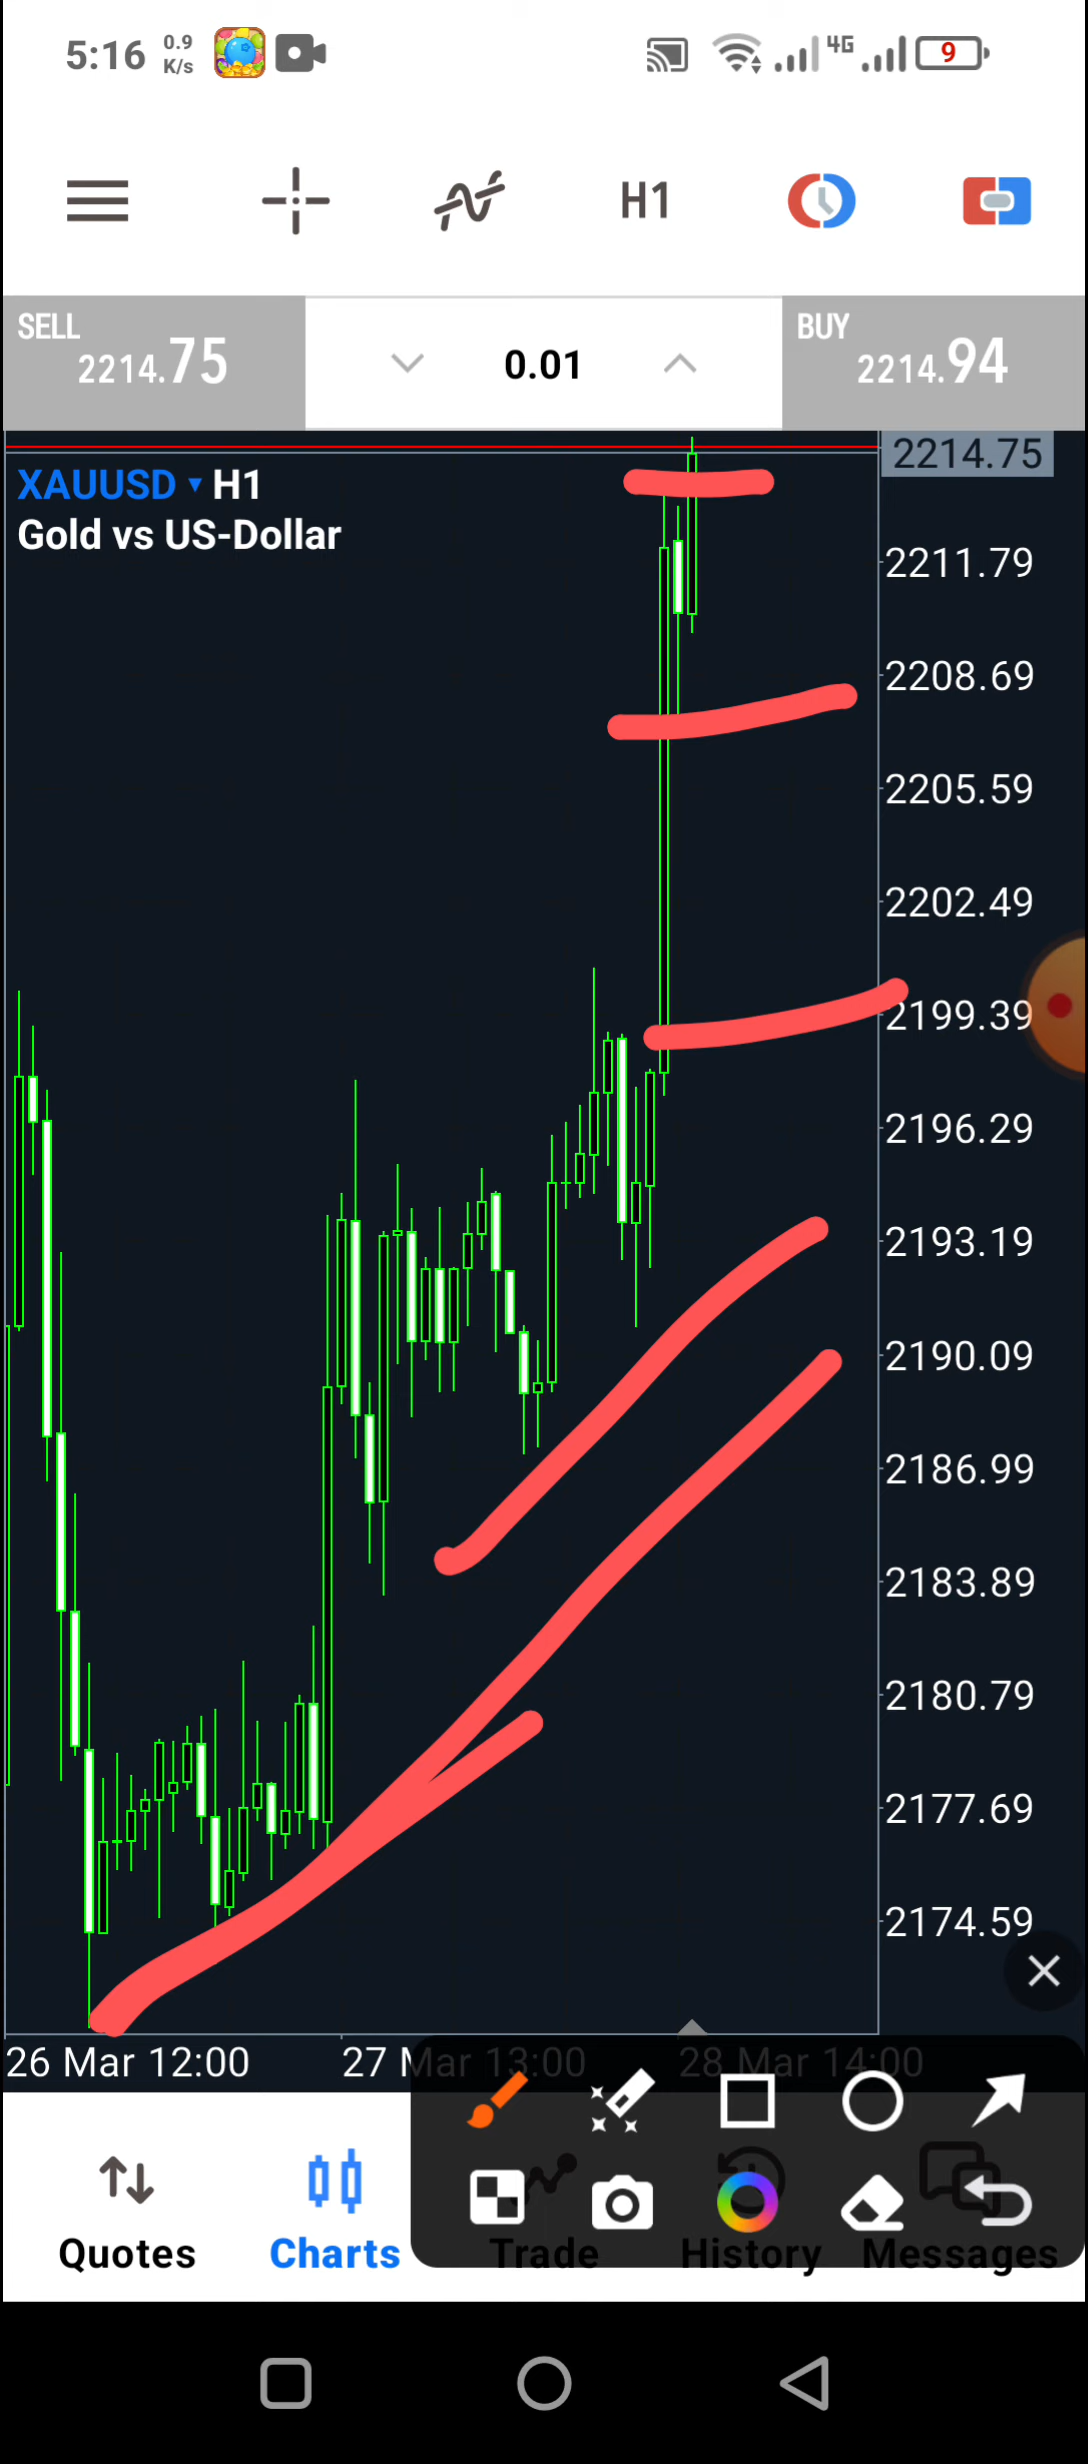 5:16 0.9 K/s 4G 9
H1
SELL 2214.75 0.01 BUY 2214.94
2214.75
XAUUSD ▾ H1
Gold vs US-Dollar
2211.79
2208.69
2205.59
2202.49
2199.39
2196.29
2193.19
2190.09
2186.99
2183.89
2180.79
2177.69
2174.59
26 Mar 12:00 27 Mar 13:00 28 Mar 14:00
Quotes Charts Trade History Messages